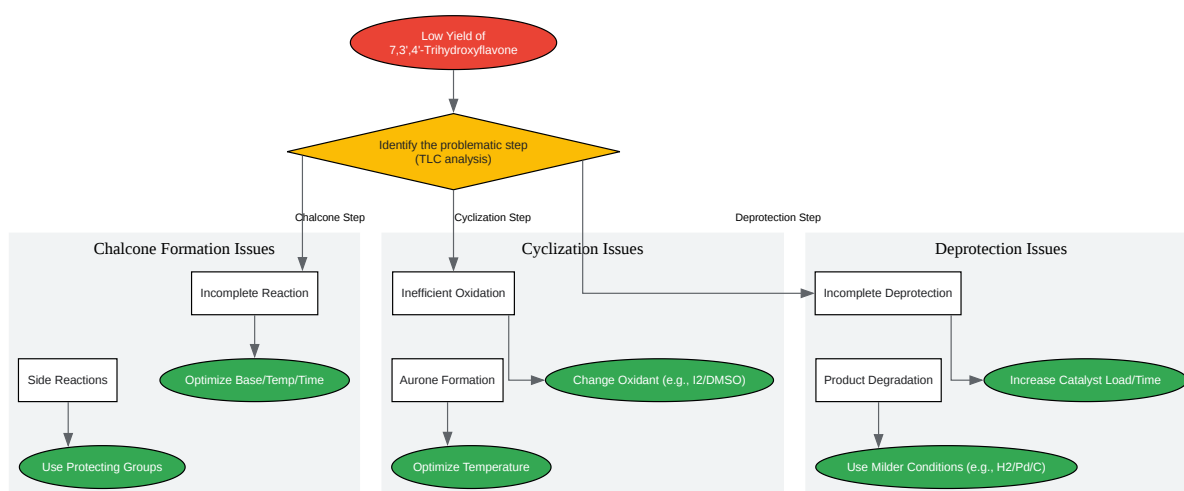 Low Yield of
7,3',4'-Trihydroxyflavone
Identify the problematic step
(TLC analysis)
Chalcone Step
Cyclization Step
Deprotection Step
Chalcone Formation Issues
Cyclization Issues
Deprotection Issues
Incomplete Reaction
Inefficient Oxidation
Incomplete Deprotection
Side Reactions
Optimize Base/Temp/Time
Aurone Formation
Change Oxidant (e.g., I2/DMSO)
Product Degradation
Increase Catalyst Load/Time
Use Protecting Groups
Optimize Temperature
Use Milder Conditions (e.g., H2/Pd/C)